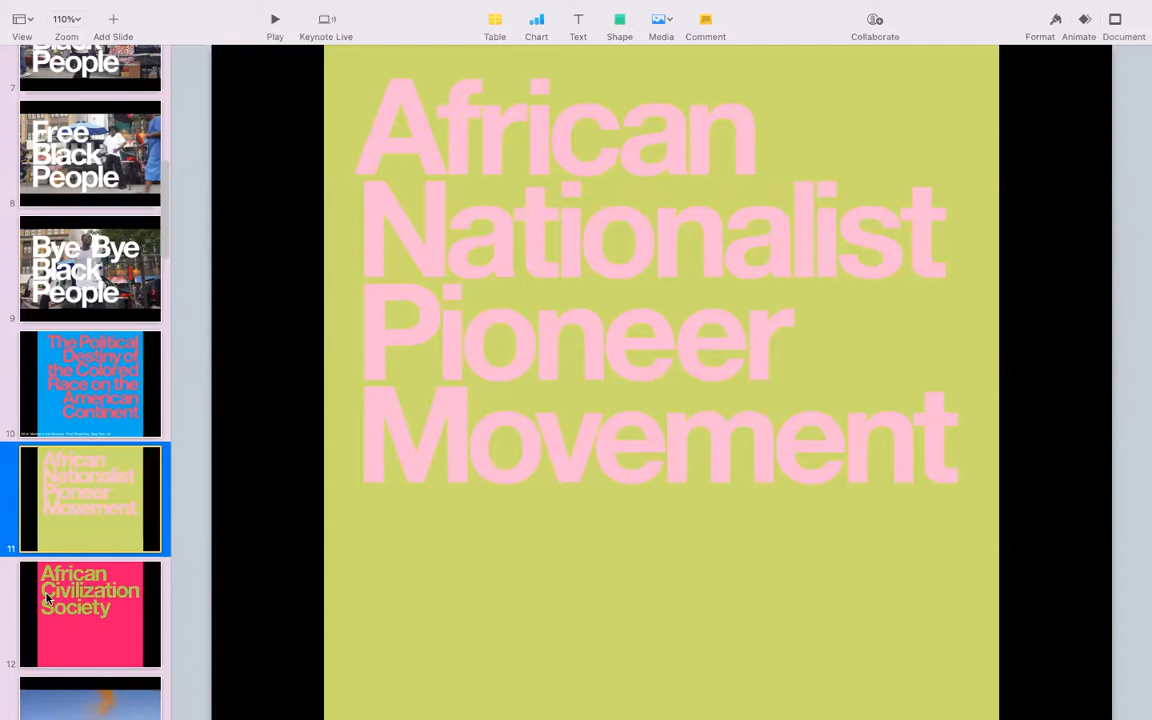 110%
View
Zoom
Add Slide
Play
Keynote Live
Table
Chart
Text
Shape
Media
Comment
Collaborate
Format
Animate
Document
Black
People
7
Free
Black
People
8
Bye Bye
Black
People
9
The Political
Destiny of
the Colored
Race on the
American
Continent
10
African
Nationalist
Pioneer
Movement
11
African
Civilization
Society
12
African
Nationalist
Pioneer
Movement